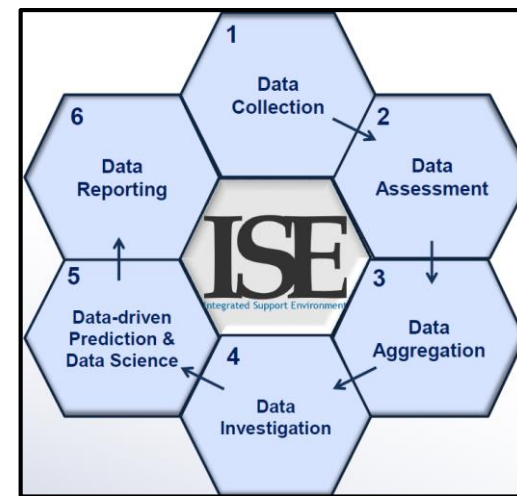 1
Data
Collection
2
Data
Assessment
3
Data
Aggregation
4
Data
Investigation
5
Data-driven
Prediction &
Data Science
6
Data
Reporting
ISE
Integrated Support Environment